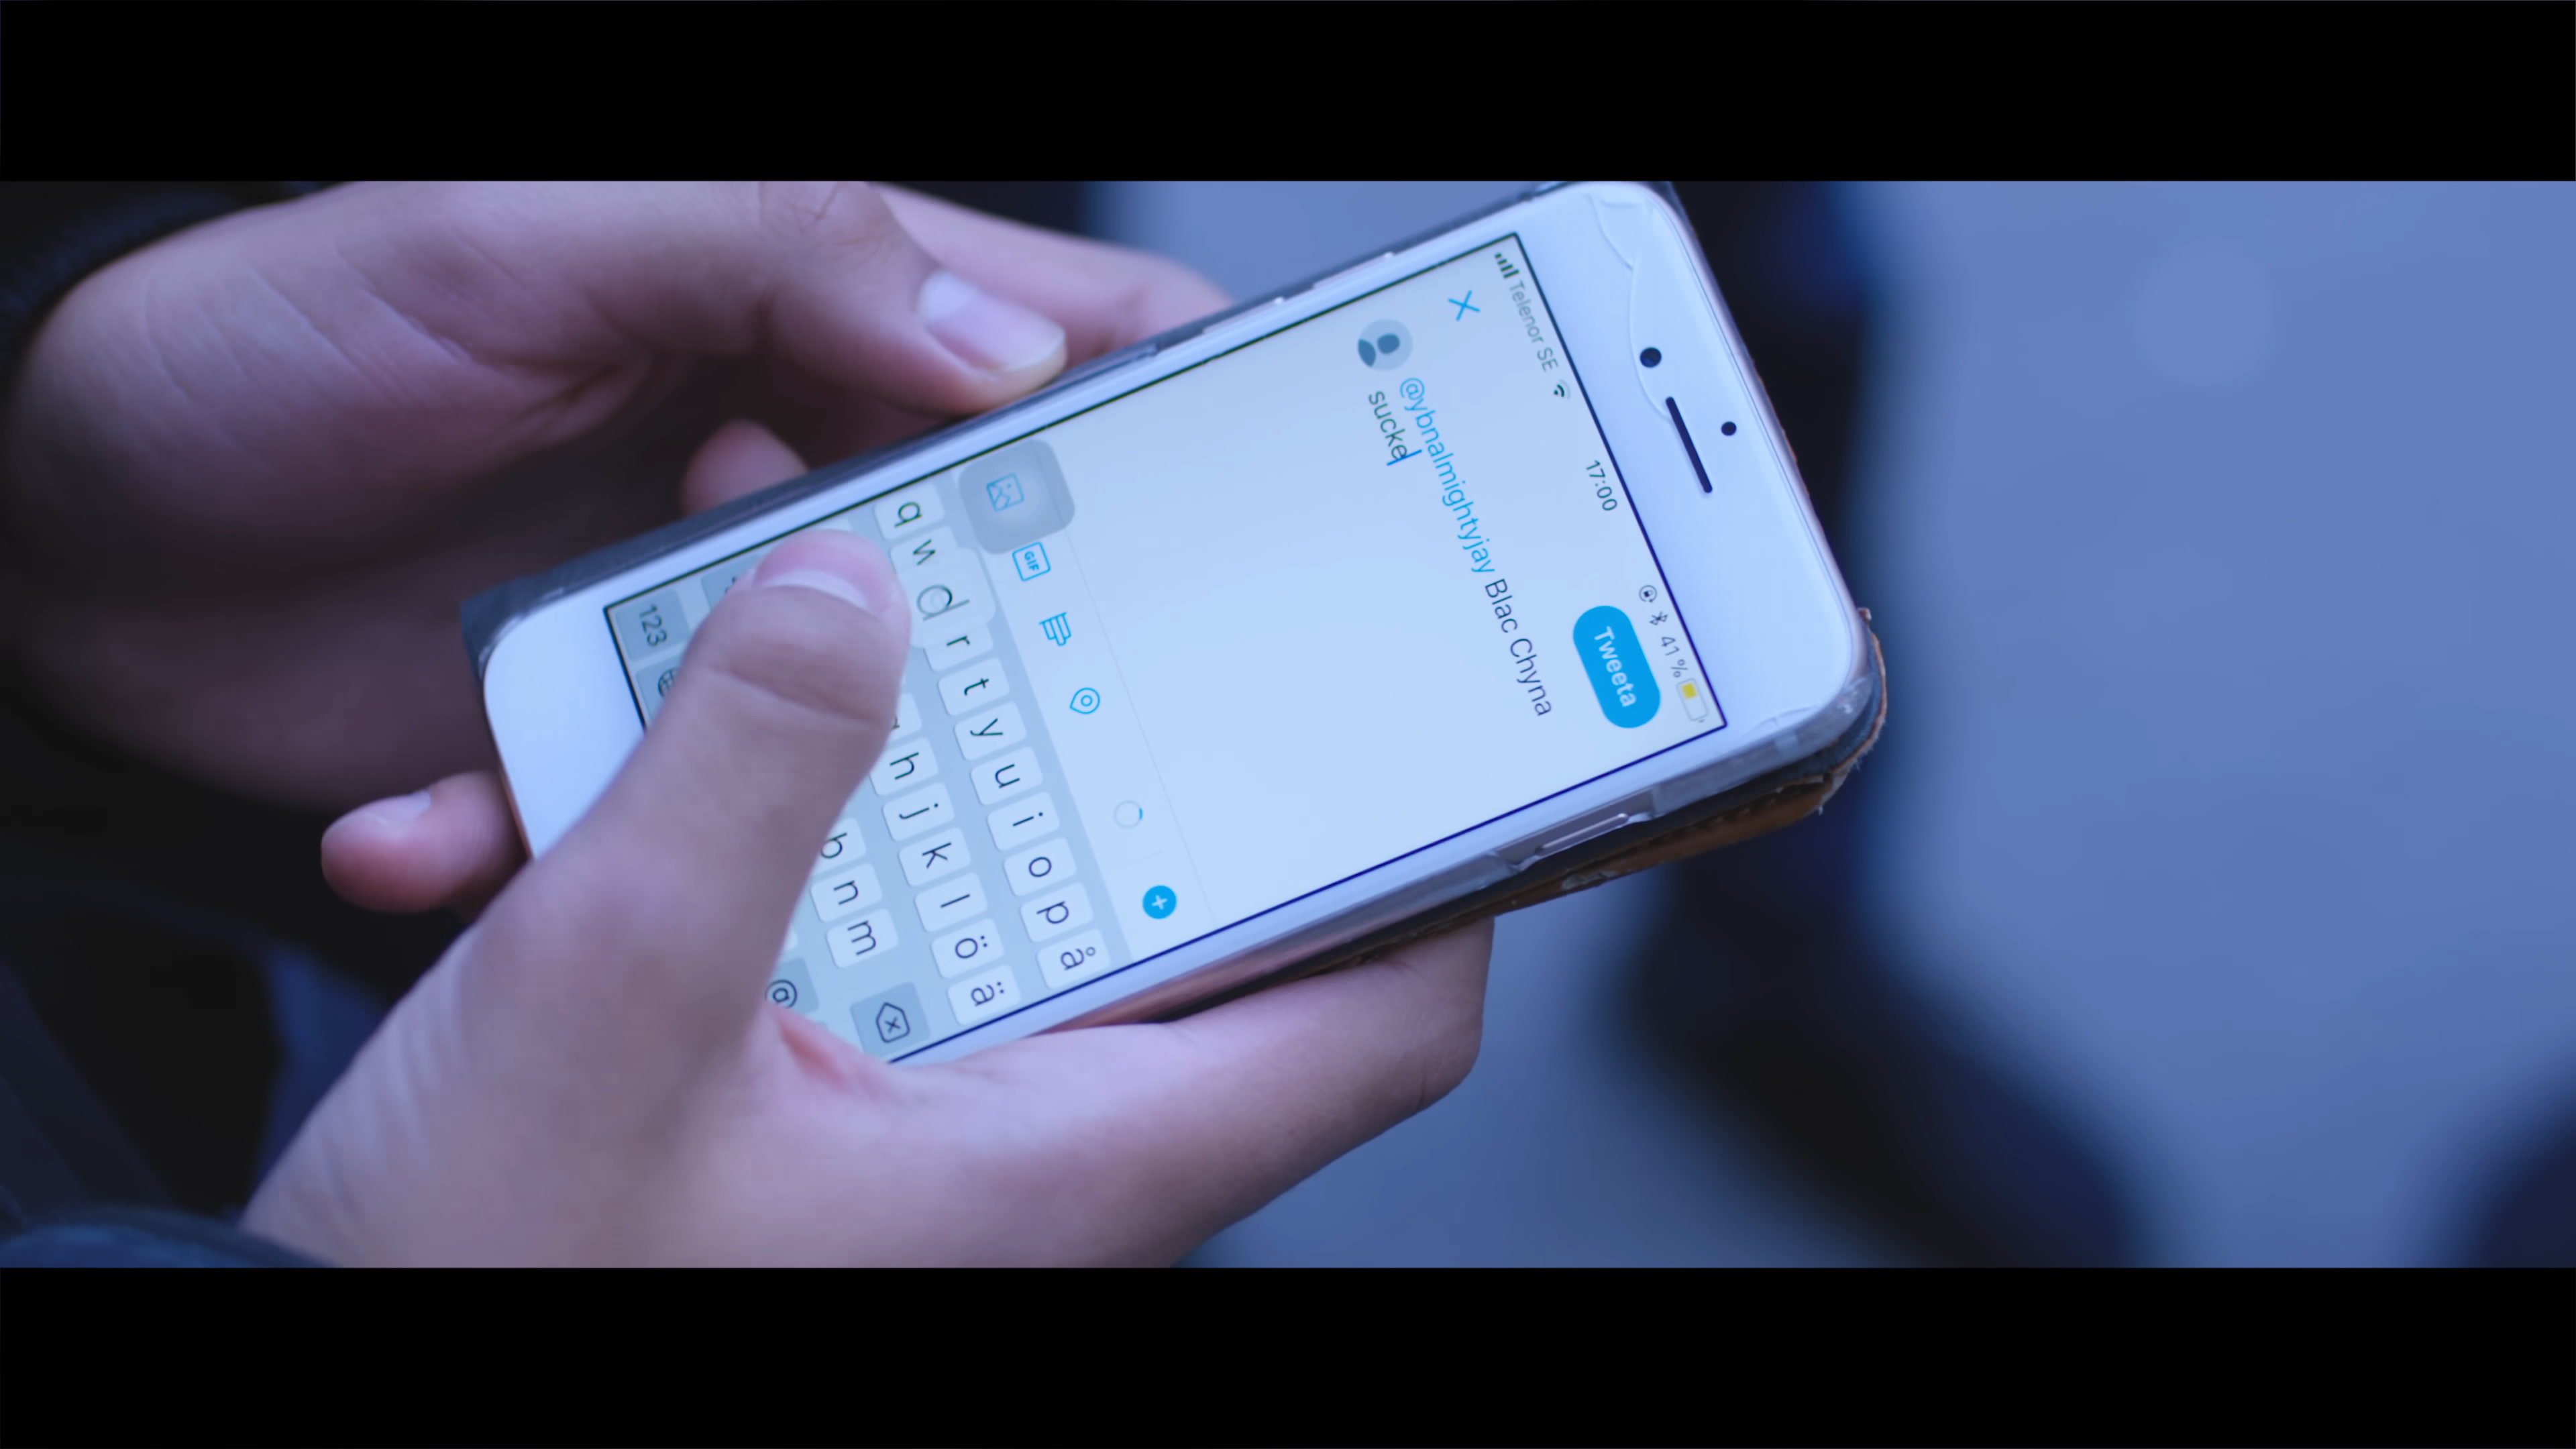 Telenor SE 17:00 41 %
Tweeta
@ybnalmightyjay Blac Chyna
sucke
GIF
q w d r t y u i o p å
h j k l ö ä
b n m
123 @